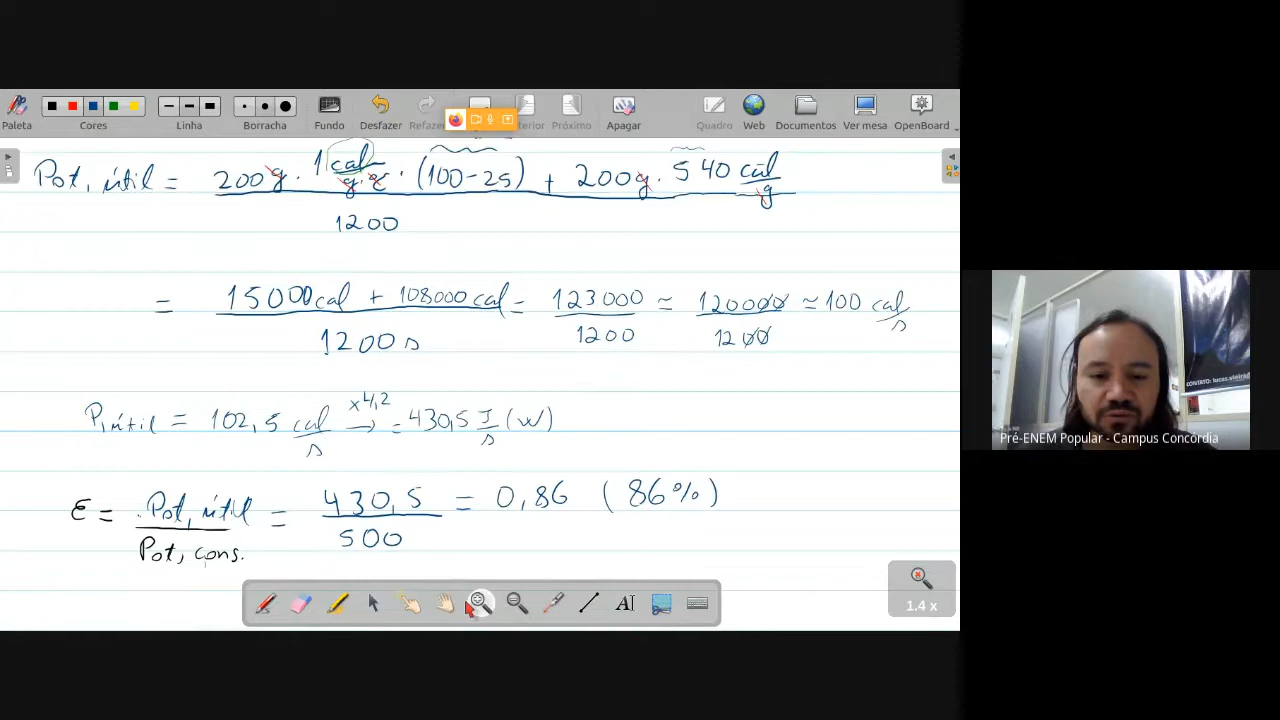 Paleta
Cores
Linha
Borracha
Fundo
Desfazer
Refazer
Próximo
Apagar
Quadro
Web
Documentos
Ver mesa
OpenBoard
Pot, útil = 200g . 1 cal/g.°C . (100-25) + 200g . 540 cal/g
1200
= 15000 cal + 108000 cal = 123000 ≈ 120000 ≈ 100 cal/s
1200 s 1200 1200
P, útil = 102,5 cal/s x4,2 → = 430,5 J/s (W)
ε = Pot, útil = 430,5 = 0,86 (86%)
Pot, cons. 500
1.4 x
CONTATO: lucas.vieira
Pré-ENEM Popular - Campus Concórdia